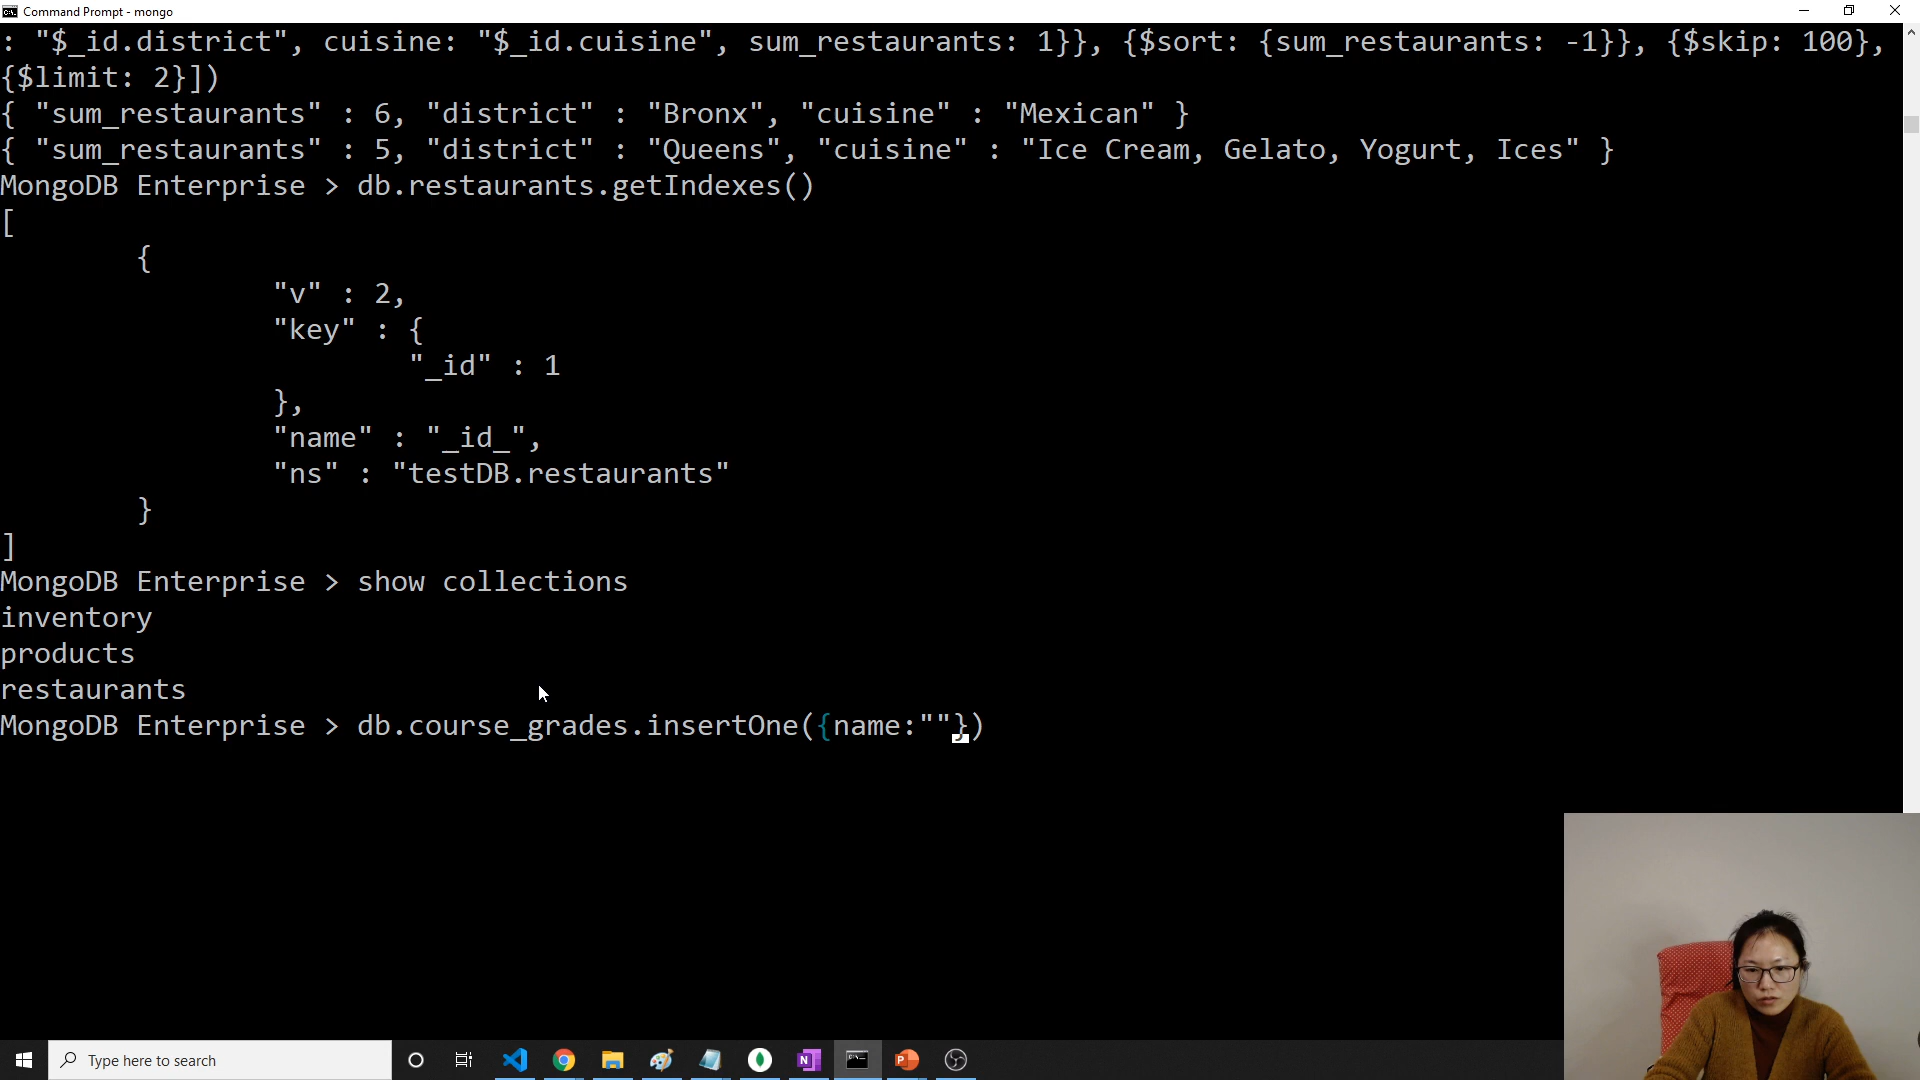 Command Prompt - mongo
: "$_id.district", cuisine: "$_id.cuisine", sum_restaurants: 1}}, {$sort: {sum_restaurants: -1}}, {$skip: 100},
{$limit: 2}])
{ "sum_restaurants" : 6, "district" : "Bronx", "cuisine" : "Mexican" }
{ "sum_restaurants" : 5, "district" : "Queens", "cuisine" : "Ice Cream, Gelato, Yogurt, Ices" }
MongoDB Enterprise > db.restaurants.getIndexes()
[
{
"v" : 2,
"key" : {
"_id" : 1
},
"name" : "_id_",
"ns" : "testDB.restaurants"
}
]
MongoDB Enterprise > show collections
inventory
products
restaurants
MongoDB Enterprise > db.course_grades.insertOne({name:""})
Type here to search